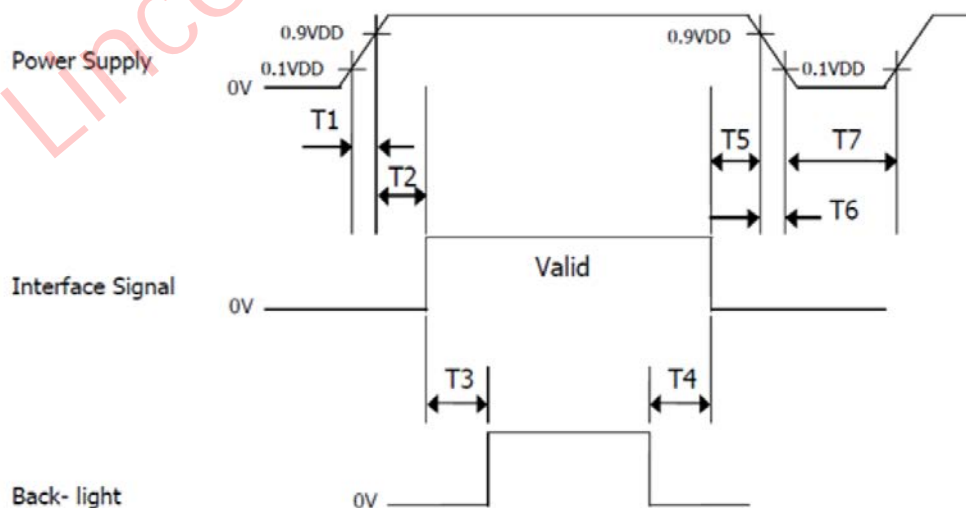 Power Supply
0.9VDD
0.1VDD
0V
0.9VDD
0.1VDD
T1
T2
T5
T7
T6
Interface Signal
0V
Valid
T3
T4
Back- light
0V